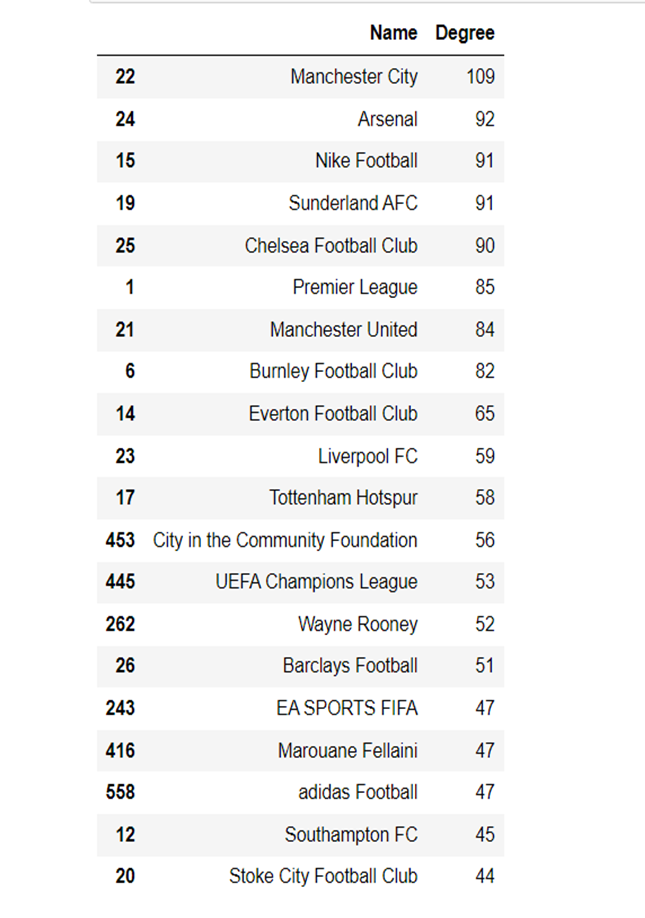 Name Degree
22 Manchester City 109
24 Arsenal 92
15 Nike Football 91
19 Sunderland AFC 91
25 Chelsea Football Club 90
1 Premier League 85
21 Manchester United 84
6 Burnley Football Club 82
14 Everton Football Club 65
23 Liverpool FC 59
17 Tottenham Hotspur 58
453 City in the Community Foundation 56
445 UEFA Champions League 53
262 Wayne Rooney 52
26 Barclays Football 51
243 EA SPORTS FIFA 47
416 Marouane Fellaini 47
558 adidas Football 47
12 Southampton FC 45
20 Stoke City Football Club 44